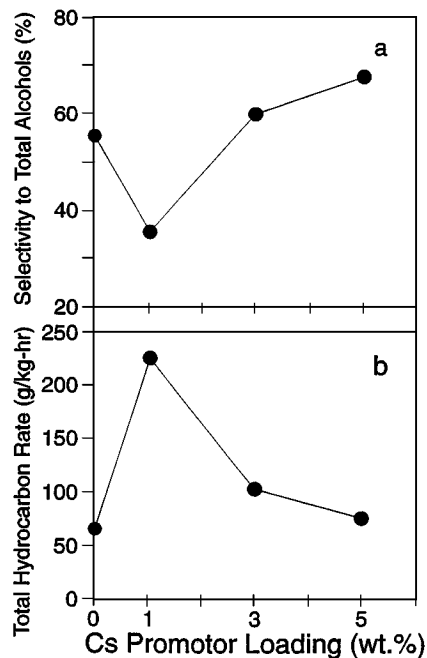 Selectivity to Total Alcohols (%)
80
60
40
20
a
Total Hydrocarbon Rate (g/kg-hr)
250
200
150
100
50
0
b
0 1 3 5
Cs Promotor Loading (wt.%)